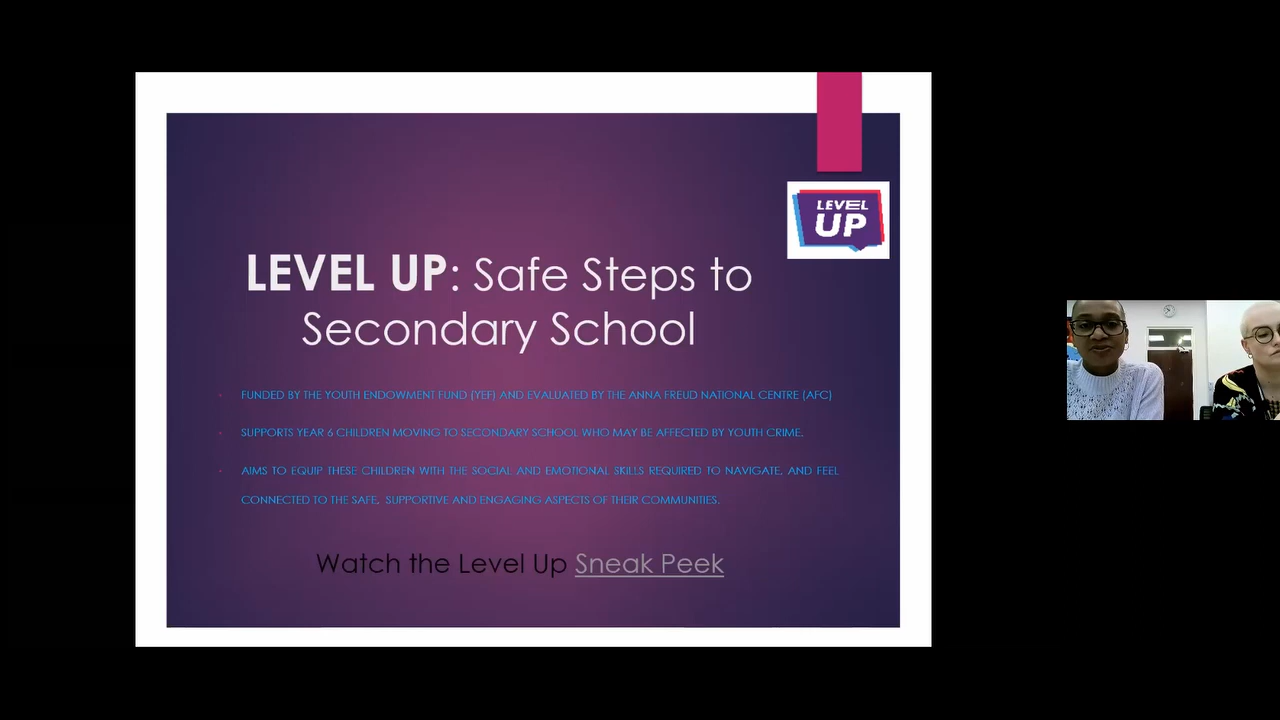 LEVEL
UP
LEVEL UP: Safe Steps to
Secondary School
FUNDED BY THE YOUTH ENDOWMENT FUND (YEF) AND EVALUATED BY THE ANNA FREUD NATIONAL CENTRE (AFC)
SUPPORTS YEAR 6 CHILDREN MOVING TO SECONDARY SCHOOL WHO MAY BE AFFECTED BY YOUTH CRIME.
AIMS TO EQUIP THESE CHILDREN WITH THE SOCIAL AND EMOTIONAL SKILLS REQUIRED TO NAVIGATE, AND FEEL
CONNECTED TO THE SAFE, SUPPORTIVE AND ENGAGING ASPECTS OF THEIR COMMUNITIES.
Watch the Level Up Sneak Peek